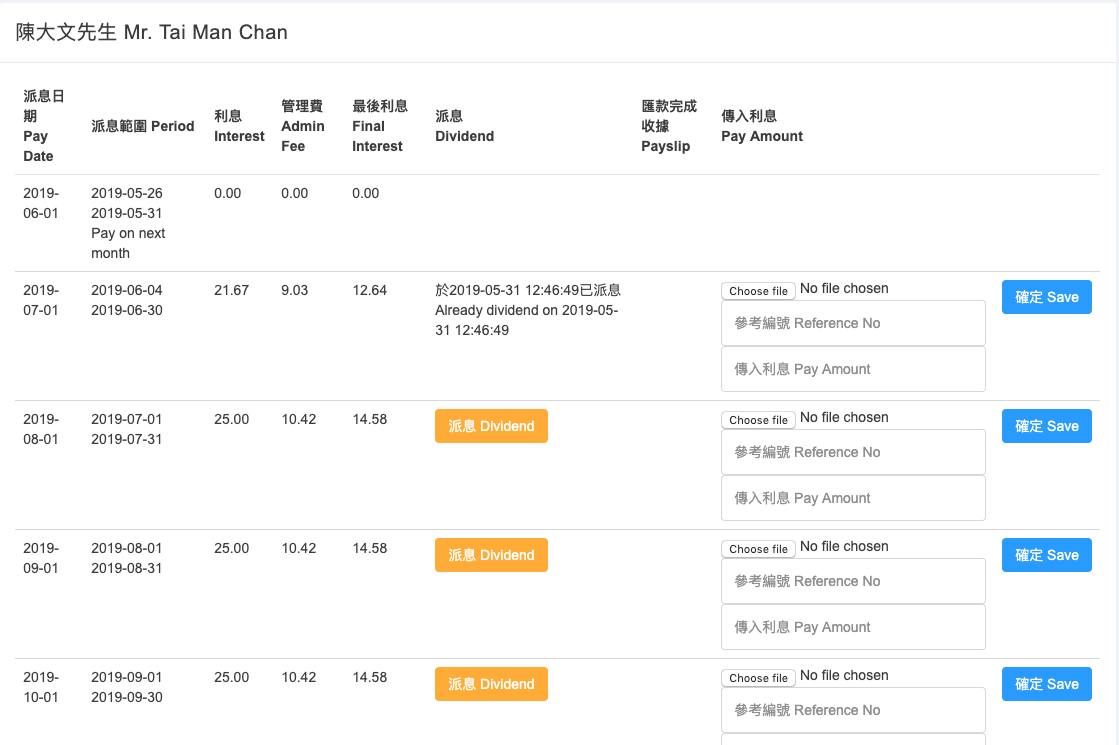 陳大文先生 Mr. Tai Man Chan
派息日
期
Pay
Date
派息範圍 Period
利息
Interest
管理費
Admin
Fee
最後利息
Final
Interest
派息
Dividend
匯款完成
收據
Payslip
傳入利息
Pay Amount
2019-
06-01
2019-05-26
2019-05-31
Pay on next
month
0.00
0.00
0.00
2019-
07-01
2019-06-04
2019-06-30
21.67
9.03
12.64
於2019-05-31 12:46:49已派息
Already dividend on 2019-05-
31 12:46:49
Choose file No file chosen
參考編號 Reference No
傳入利息 Pay Amount
確定 Save
2019-
08-01
2019-07-01
2019-07-31
25.00
10.42
14.58
派息 Dividend
Choose file No file chosen
參考編號 Reference No
傳入利息 Pay Amount
確定 Save
2019-
09-01
2019-08-01
2019-08-31
25.00
10.42
14.58
派息 Dividend
Choose file No file chosen
參考編號 Reference No
傳入利息 Pay Amount
確定 Save
2019-
10-01
2019-09-01
2019-09-30
25.00
10.42
14.58
派息 Dividend
Choose file No file chosen
參考編號 Reference No
確定 Save